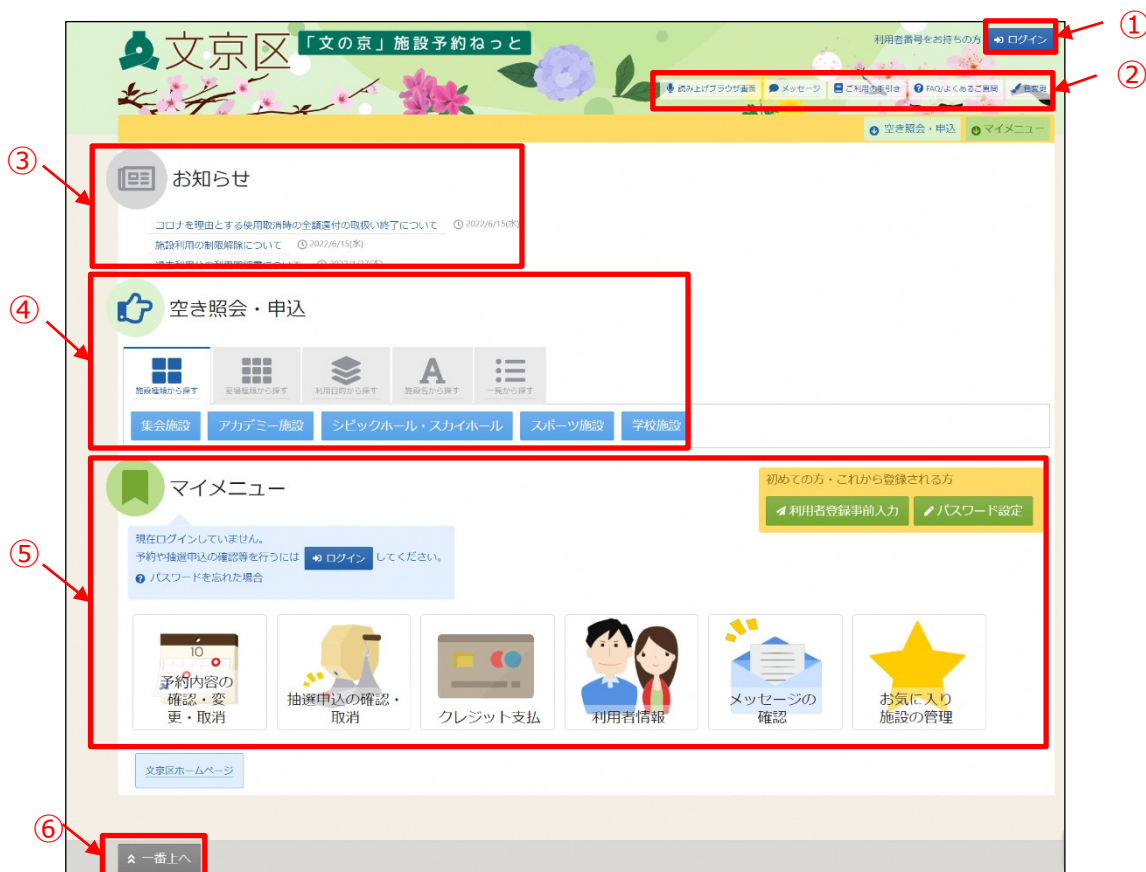 ①
文京区
「文の京」施設予約ねっと
利用者番号をお持ちの方 ログイン
②
読み上げブラウザ画面 メッセージ ご利用の手引き FAQ/よくあるご質問 色変更
空き照会・申込 マイメニュー
③
お知らせ
コロナを理由とする使用取消時の全額還付の取扱い終了について 2022/6/15(水)
施設利用の制限解除について 2022/6/15(水)
④
空き照会・申込
施設種類から探す 利用目的から探す 施設名から探す 一覧から探す
集会施設 アカデミー施設 シビックホール・スカイホール スポーツ施設 学校施設
⑤
マイメニュー
初めての方・これから登録される方
利用者登録事前入力 パスワード設定
現在ログインしていません。
予約や抽選申込の確認等を行うには ログイン してください。
パスワードを忘れた場合
10
予約内容の
確認・変
更・取消
抽選申込の確認・
取消
クレジット支払
利用者情報
メッセージの
確認
お気に入り
施設の管理
文京区ホームページ
⑥
一番上へ